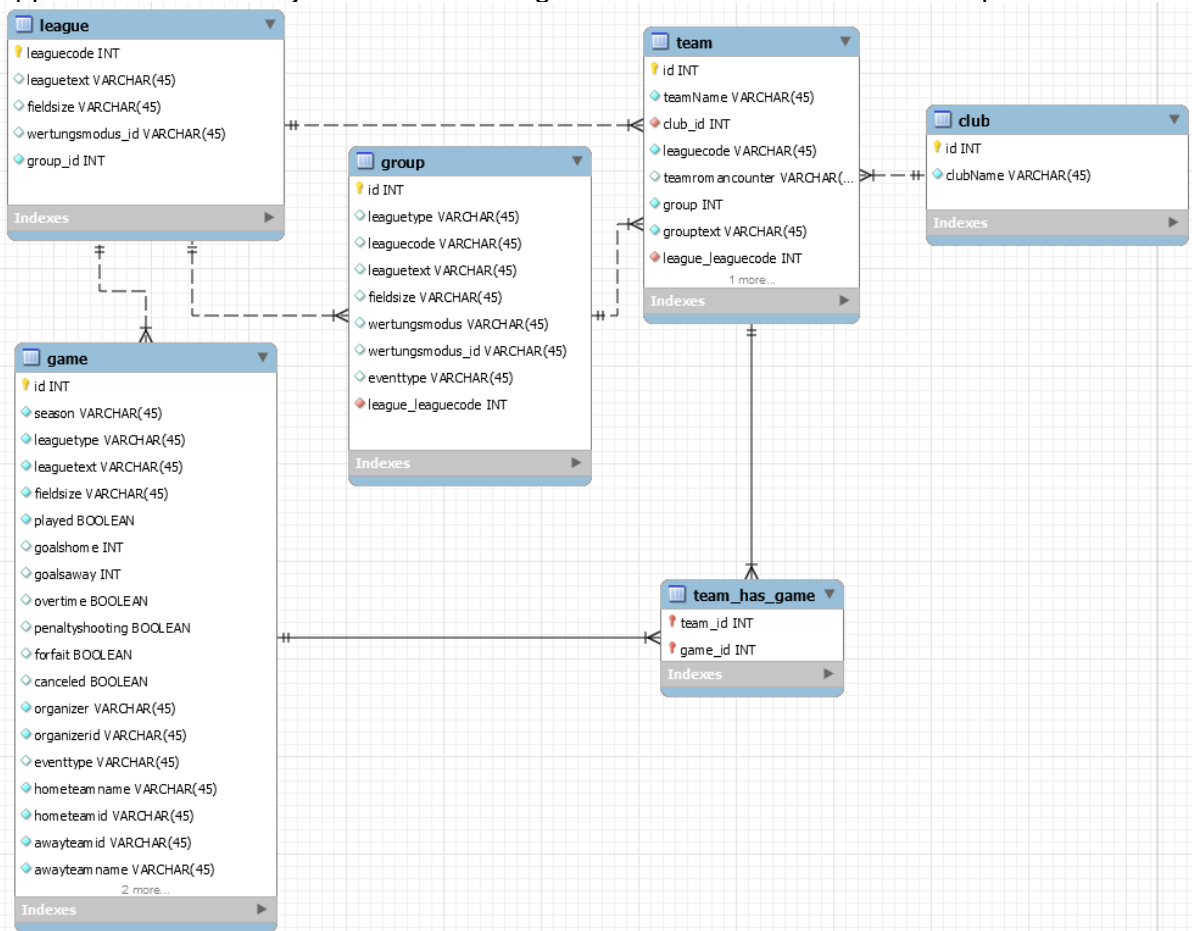 league
leaguecode INT
leaguetext VARCHAR(45)
fieldsize VARCHAR(45)
wertungsmodus_id VARCHAR(45)
group_id INT
Indexes
group
id INT
leaguetype VARCHAR(45)
leaguecode VARCHAR(45)
leaguetext VARCHAR(45)
fieldsize VARCHAR(45)
wertungsmodus VARCHAR(45)
wertungsmodus_id VARCHAR(45)
eventtype VARCHAR(45)
league_leaguecode INT
Indexes
team
id INT
teamName VARCHAR(45)
club_id INT
leaguecode VARCHAR(45)
teamromancounter VARCHAR(...
group INT
grouptext VARCHAR(45)
league_leaguecode INT
1 more...
Indexes
club
id INT
clubName VARCHAR(45)
Indexes
game
id INT
season VARCHAR(45)
leaguetype VARCHAR(45)
leaguetext VARCHAR(45)
fieldsize VARCHAR(45)
played BOOLEAN
goalshome INT
goalsaway INT
overtime BOOLEAN
penaltyshooting BOOLEAN
forfait BOOLEAN
canceled BOOLEAN
organizer VARCHAR(45)
organizerid VARCHAR(45)
eventtype VARCHAR(45)
hometeamname VARCHAR(45)
hometeamid VARCHAR(45)
awayteamid VARCHAR(45)
awayteamname VARCHAR(45)
2 more...
Indexes
team_has_game
team_id INT
game_id INT
Indexes